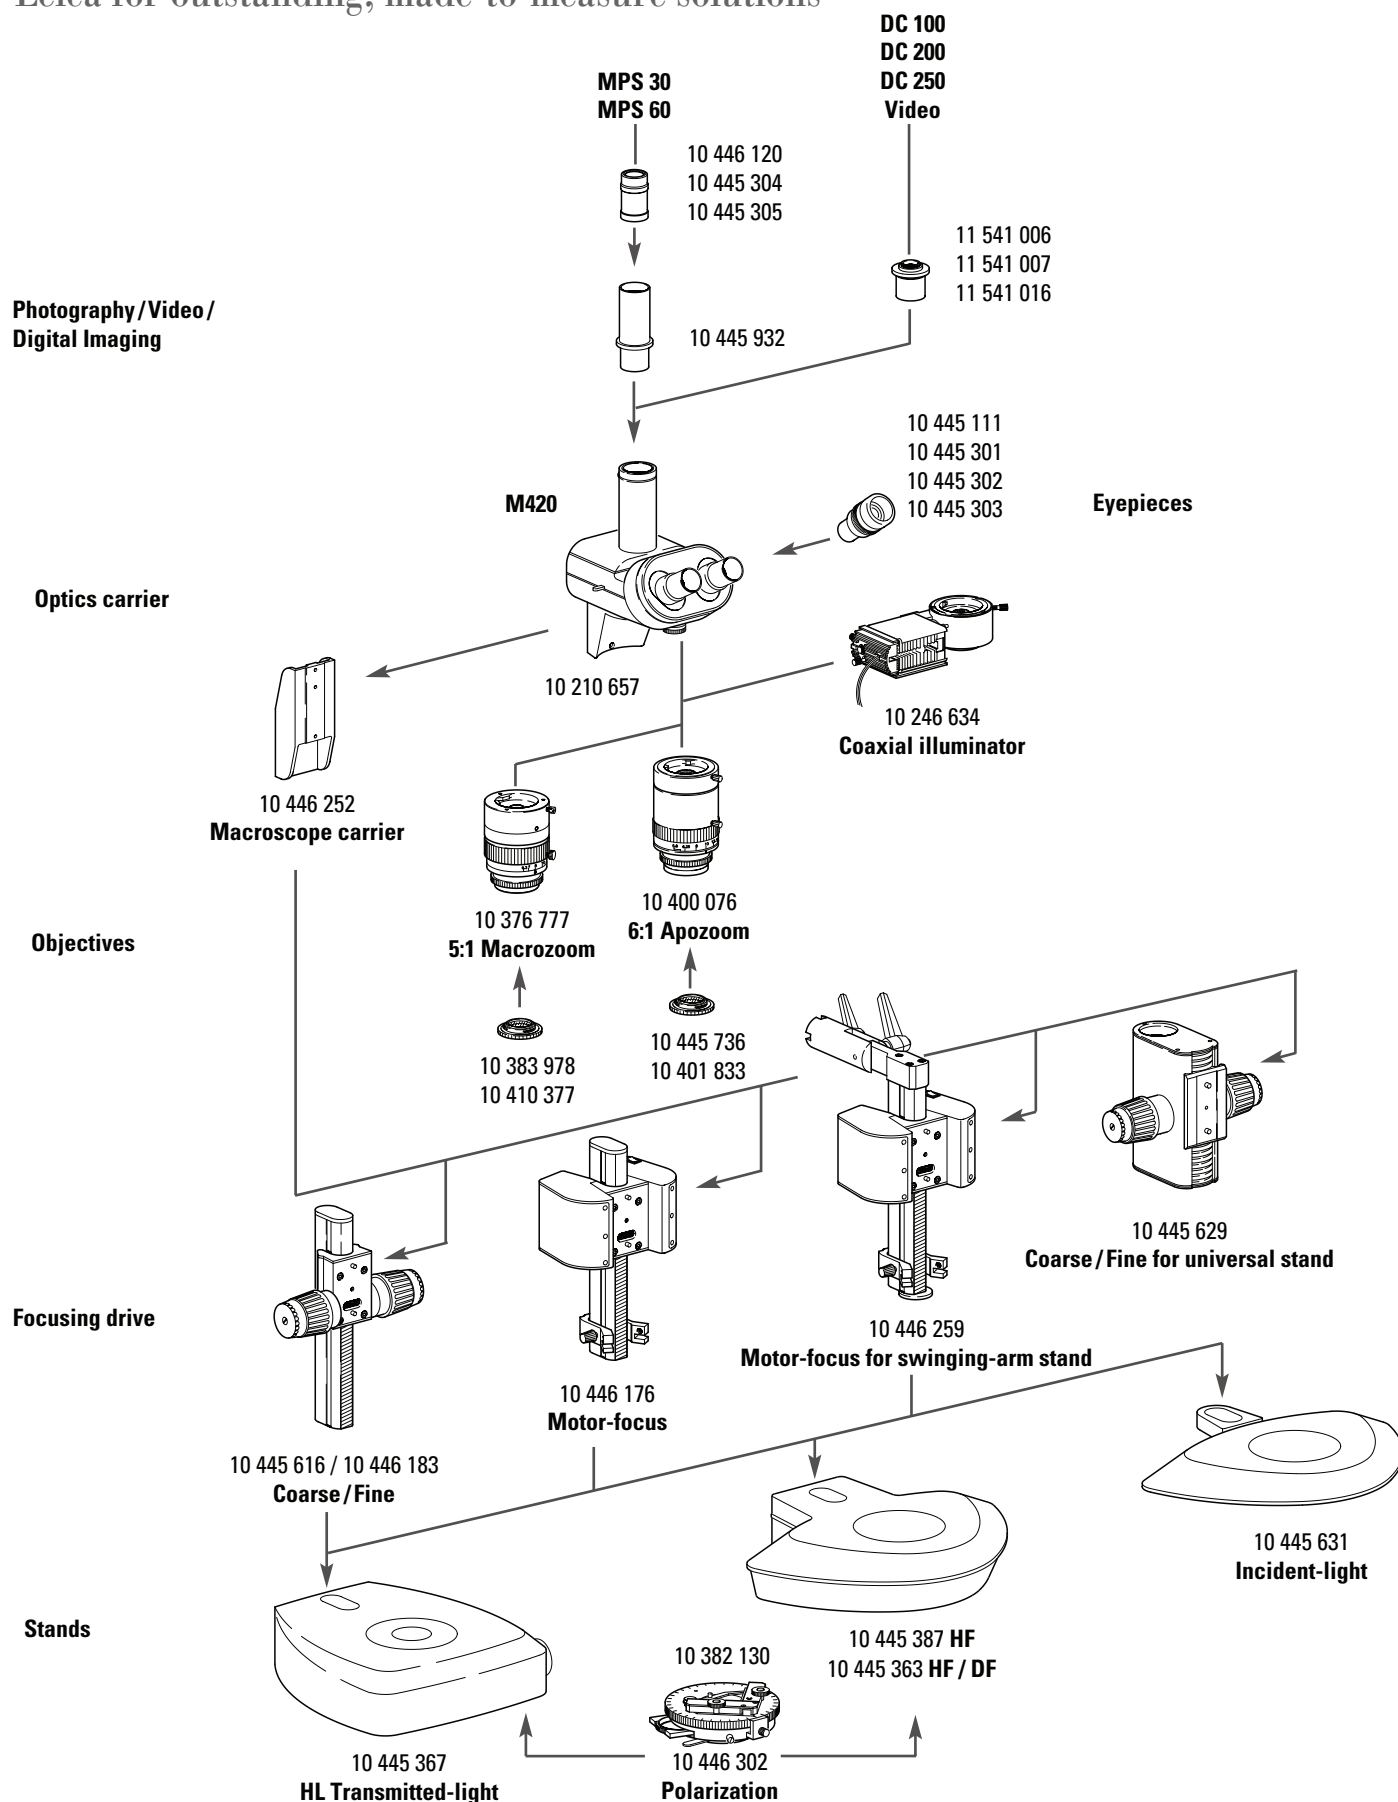 Leica for outstanding, made-to-measure solutions
DC 100
DC 200
DC 250
Video
MPS 30
MPS 60
10 446 120
10 445 304
10 445 305
11 541 006
11 541 007
11 541 016
Photography/Video/
Digital Imaging
10 445 932
10 445 111
10 445 301
10 445 302
10 445 303
M420
Eyepieces
Optics carrier
10 210 657
10 246 634
Coaxial illuminator
10 446 252
Macroscope carrier
10 400 076
6:1 Apozoom
10 376 777
5:1 Macrozoom
Objectives
10 445 736
10 401 833
10 383 978
10 410 377
10 445 629
Coarse/Fine for universal stand
Focusing drive
10 446 259
Motor-focus for swinging-arm stand
10 446 176
Motor-focus
10 445 616 / 10 446 183
Coarse/Fine
10 445 631
Incident-light
Stands
10 445 387 HF
10 445 363 HF / DF
10 382 130
10 446 302
Polarization
10 445 367
HL Transmitted-light